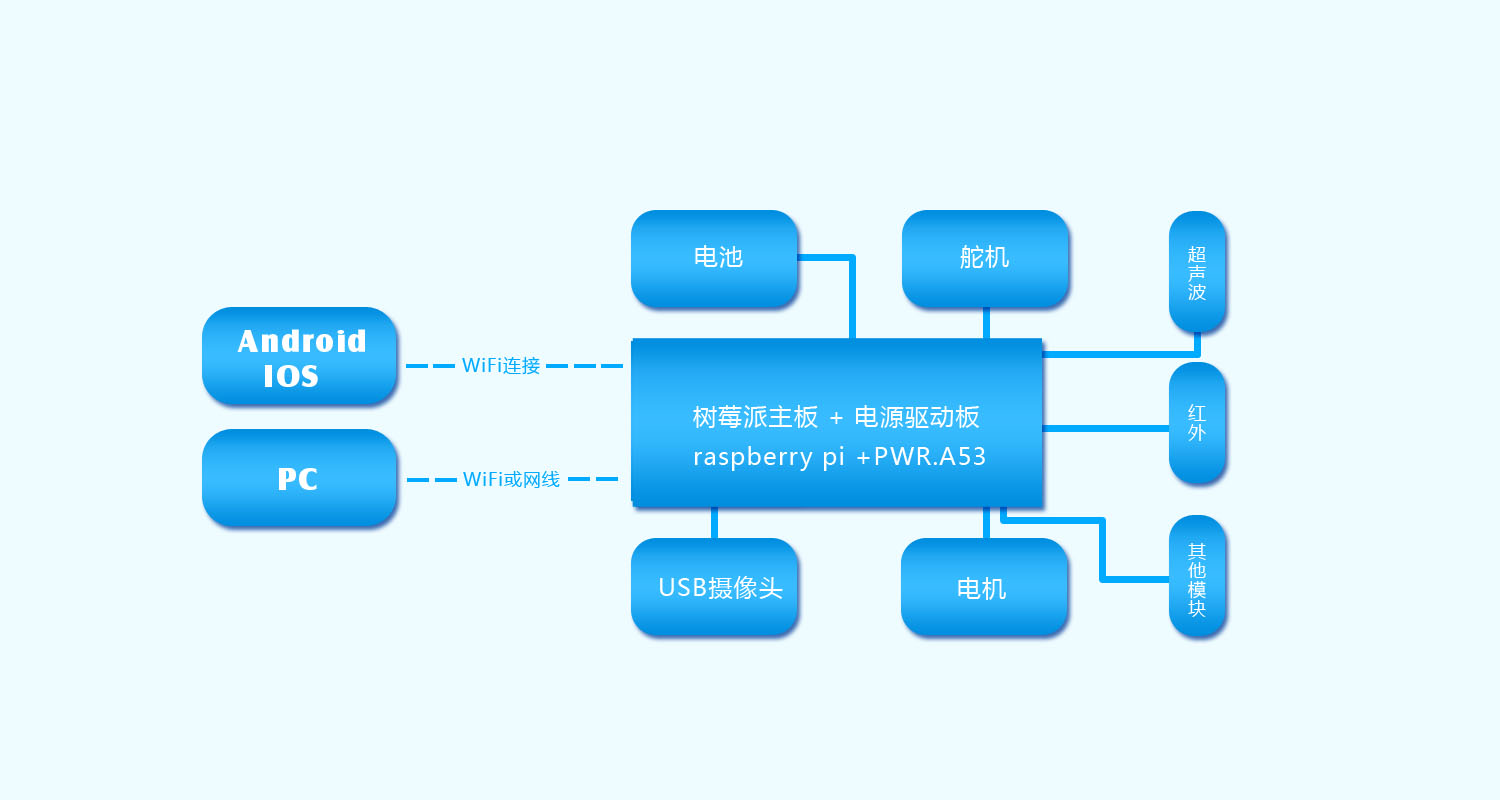 电池
舵机
超声波
Android
IOS
WiFi连接
树莓派主板 + 电源驱动板
raspberry pi +PWR.A53
红外
PC
WiFi或网线
USB摄像头
电机
其他模块